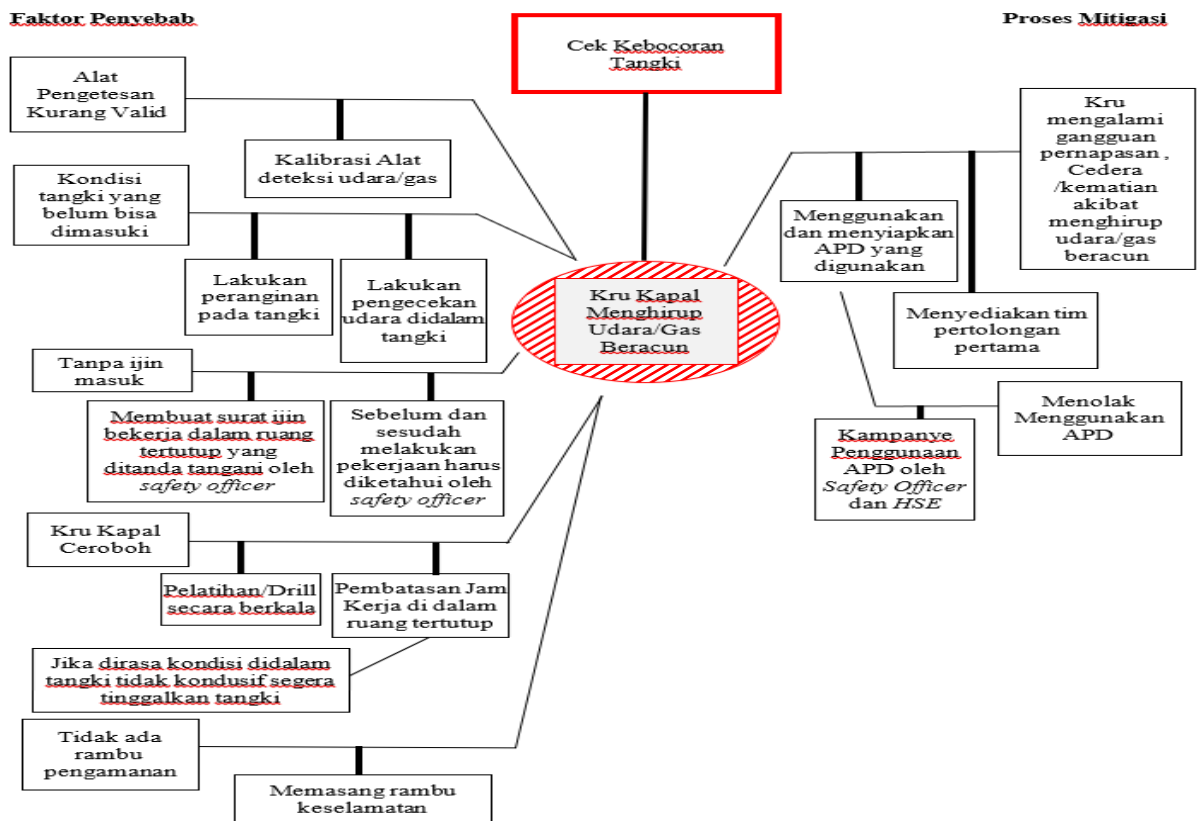 Faktor Penyebab
Proses Mitigasi
Cek Kebocoran
Tangki
Alat
Pengetesan
Kurang Valid
Kalibrasi Alat
deteksi udara/gas
Kondisi
tangki yang
belum bisa
dimasuki
Lakukan
peranginan
pada tangki
Lakukan
pengecekan
udara didalam
tangki
Tanpa ijin
masuk
Membuat surat ijin
bekerja dalam ruang
tertutup yang
ditanda tangani oleh
safety officer
Sebelum dan
sesudah
melakukan
pekerjaan harus
diketahui oleh
safety officer
Kru Kapal
Ceroboh
Pelatihan/Drill
secara berkala
Pembatasan Jam
Kerja di dalam
ruang tertutup
Jika dirasa kondisi didalam
tangki tidak kondusif segera
tinggalkan tangki
Tidak ada
rambu
pengamanan
Memasang rambu
keselamatan
Kru Kapal
Menghirup
Udara/Gas
Beracun
Kru
mengalami
gangguan
pernapasan ,
Cedera
/kematian
akibat
menghirup
udara/gas
beracun
Menggunakan
dan menyiapkan
APD yang
digunakan
Menyediakan tim
pertolongan
pertama
Menolak
Menggunakan
APD
Kampanye
Penggunaan
APD oleh
Safety Officer
dan HSE